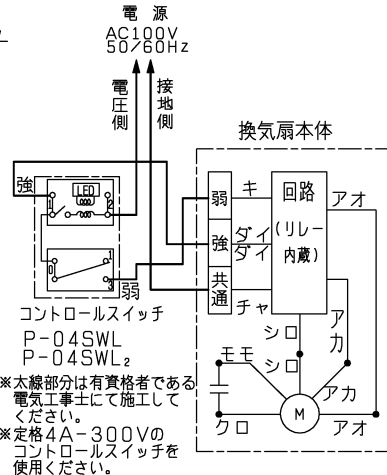 電 源
AC100V
50/60Hz
電圧側
接地側
換気扇本体
強
LED
1
2
弱
キ
回路
(リレー
内蔵)
アオ
強
ダイ
ダイ
共通
チャ
0
1
3
弱
コントロールスイッチ
P-04SWL
P-04SWL₂
シロ
シロ
アカ
モモ
アカ
M
クロ
アオ
※太線部分は有資格者である
電気工事士にて施工して
ください。
※定格4A-300Vの
コントロールスイッチを
使用ください。